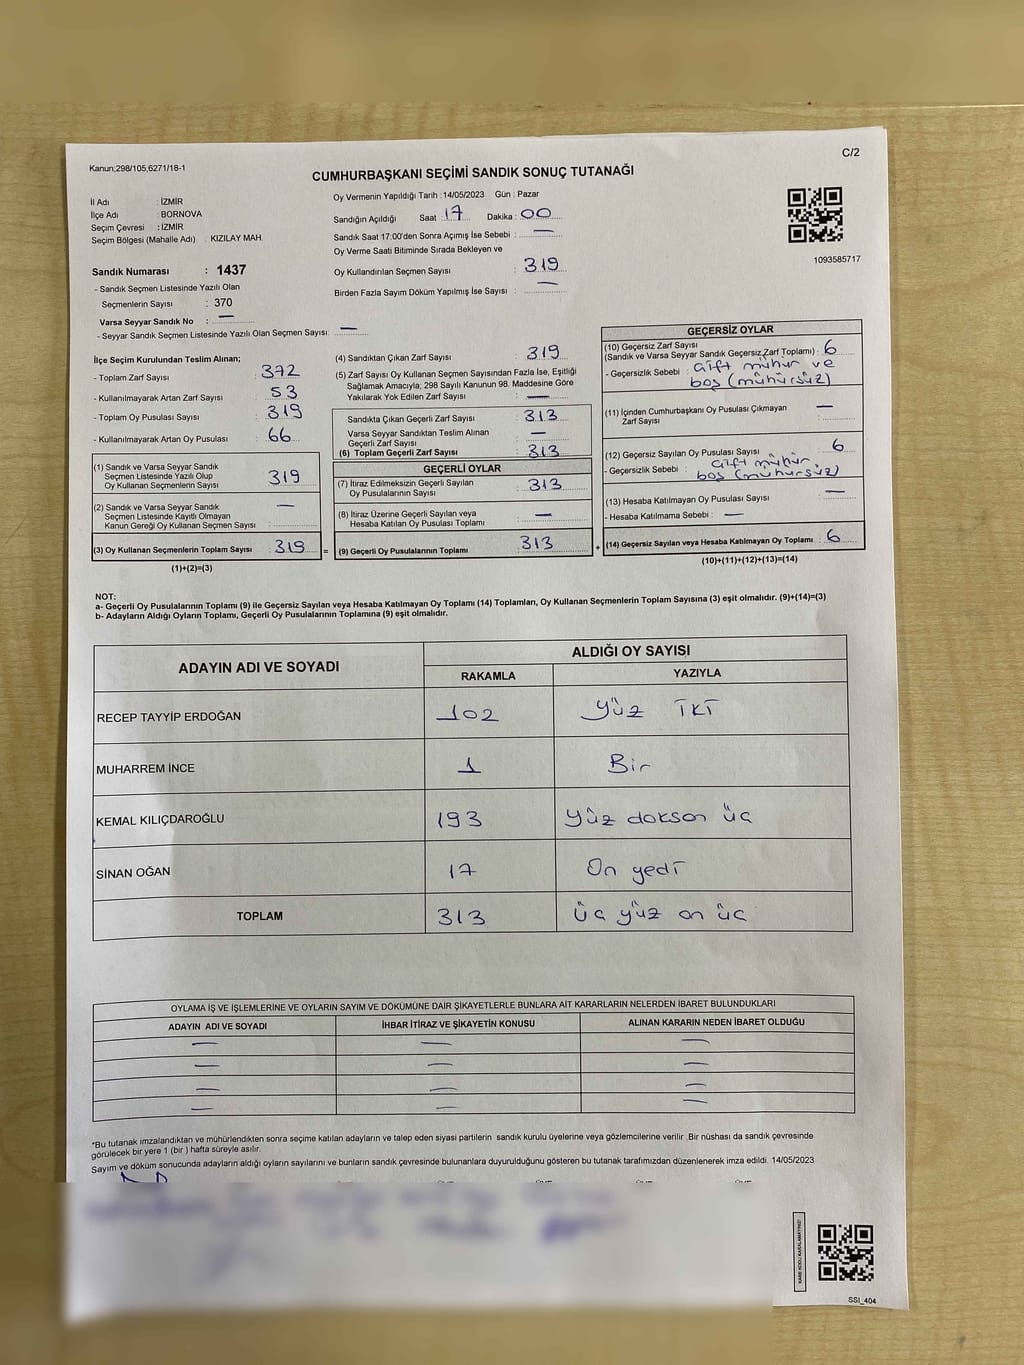 Kanun;298/105,6271/18-1
C/2
CUMHURBAŞKANI SEÇİMİ SANDIK SONUÇ TUTANAĞI
İl Adı : İZMİR
İlçe Adı : BORNOVA
Seçim Çevresi : İZMİR
Seçim Bölgesi (Mahalle Adı) : KIZILAY MAH.
Sandık Numarası : 1437
- Sandık Seçmen Listesinde Yazılı Olan
Seçmenlerin Sayısı : 370
Varsa Seyyar Sandık No : —
- Seyyar Sandık Seçmen Listesinde Yazılı Olan Seçmen Sayısı: —
Oy Vermenin Yapıldığı Tarih :14/05/2023 Gün : Pazar
Sandığın Açıldığı Saat : 17 Dakika : 00
Sandık Saat 17:00'den Sonra Açımış İse Sebebi : —
Oy Verme Saati Bitiminde Sırada Bekleyen ve
Oy Kullandırılan Seçmen Sayısı : 319
Birden Fazla Sayım Döküm Yapılmış İse Sayısı : —
1093585717
İlçe Seçim Kurulundan Teslim Alınan;
- Toplam Zarf Sayısı : 372
- Kullanılmayarak Artan Zarf Sayısı : 53
- Toplam Oy Pusulası Sayısı : 319
- Kullanılmayarak Artan Oy Pusulası : 66
(1) Sandık ve Varsa Seyyar Sandık
Seçmen Listesinde Yazılı Olup
Oy Kullanan Seçmenlerin Sayısı : 319
(2) Sandık ve Varsa Seyyar Sandık
Seçmen Listesinde Kayıtlı Olmayan
Kanun Gereği Oy Kullanan Seçmen Sayısı : —
(3) Oy Kullanan Seçmenlerin Toplam Sayısı : 319 =
(1)+(2)=(3)
(4) Sandıktan Çıkan Zarf Sayısı : 319
(5) Zarf Sayısı Oy Kullanan Seçmen Sayısından Fazla İse, Eşitliği
Sağlamak Amacıyla; 298 Sayılı Kanunun 98. Maddesine Göre
Yakılarak Yok Edilen Zarf Sayısı : —
Sandıkta Çıkan Geçerli Zarf Sayısı : 313
Varsa Seyyar Sandıktan Teslim Alınan
Geçerli Zarf Sayısı : —
(6) Toplam Geçerli Zarf Sayısı : 313
GEÇERLİ OYLAR
(7) İtiraz Edilmeksizin Geçerli Sayılan
Oy Pusulalarının Sayısı : 313
(8) İtiraz Üzerine Geçerli Sayılan veya
Hesaba Katılan Oy Pusulası Toplamı : —
(9) Geçerli Oy Pusulalarının Toplamı : 313 +
GEÇERSİZ OYLAR
(10) Geçersiz Zarf Sayısı
(Sandık ve Varsa Seyyar Sandık Geçersiz Zarf Toplamı) : 6
- Geçersizlik Sebebi : çift mühür ve
boş (mühürsüz)
(11) İçinden Cumhurbaşkanı Oy Pusulası Çıkmayan
Zarf Sayısı : —
(12) Geçersiz Sayılan Oy Pusulası Sayısı : 6
- Geçersizlik Sebebi : çift mühür
boş (mühürsüz)
(13) Hesaba Katılmayan Oy Pusulası Sayısı : —
- Hesaba Katılmama Sebebi : —
(14) Geçersiz Sayılan veya Hesaba Katılmayan Oy Toplamı : 6
(10)+(11)+(12)+(13)=(14)
NOT:
a- Geçerli Oy Pusulalarının Toplamı (9) ile Geçersiz Sayılan veya Hesaba Katılmayan Oy Toplamı (14) Toplamları, Oy Kullanan Seçmenlerin Toplam Sayısına (3) eşit olmalıdır. (9)+(14)=(3)
b- Adayların Aldığı Oyların Toplamı, Geçerli Oy Pusulalarının Toplamına (9) eşit olmalıdır.
ADAYIN ADI VE SOYADI
ALDIĞI OY SAYISI
RAKAMLA YAZIYLA
RECEP TAYYİP ERDOĞAN 102 Yüz İKİ
MUHARREM İNCE 1 Bir
KEMAL KILIÇDAROĞLU 193 Yüz doksan üç
SİNAN OĞAN 17 On yedi
TOPLAM 313 üç yüz on üç
OYLAMA İŞ VE İŞLEMLERİNE VE OYLARIN SAYIM VE DÖKÜMÜNE DAİR ŞİKAYETLERLE BUNLARA AİT KARARLARIN NELERDEN İBARET BULUNDUKLARI
ADAYIN ADI VE SOYADI İHBAR İTİRAZ VE ŞİKAYETİN KONUSU ALINAN KARARIN NEDEN İBARET OLDUĞU
— — —
— — —
— — —
— — —
*Bu tutanak imzalandıktan ve mühürlendikten sonra seçime katılan adayların ve talep eden siyasi partilerin sandık kurulu üyelerine veya gözlemcilerine verilir .Bir nüshası da sandık çevresinde
görülecek bir yere 1 (bir ) hafta süreyle asılır.
Sayım ve döküm sonucunda adayların aldığı oyların sayılarını ve bunların sandık çevresinde bulunanlara duyurulduğunu gösteren bu tutanak tarafımızdan düzenlenerek imza edildi. 14/05/2023
KARE KODU KARALAMAYINIZ!
SSİ_404